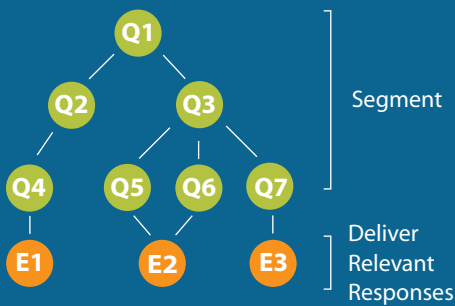 Q1
Q2 Q3
Segment
Q4 Q5 Q6 Q7
E1 E2 E3
Deliver
Relevant
Responses